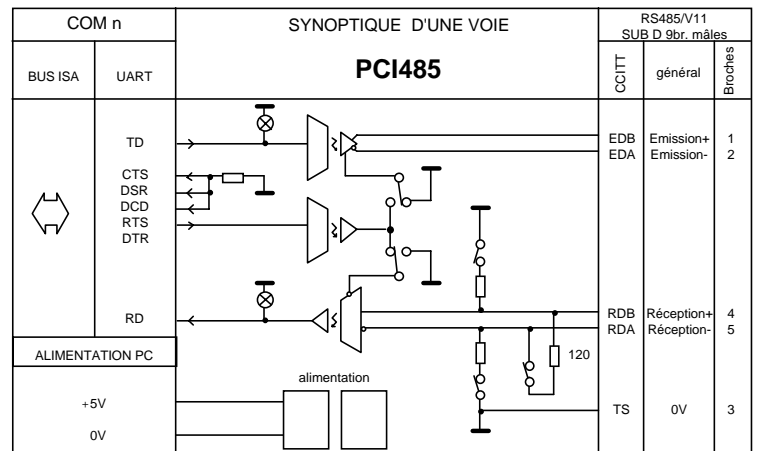 COM n
SYNOPTIQUE D'UNE VOIE
RS485/V11
SUB D 9br. mâles
BUS ISA
UART
PCI485
CCITT
général
Broches
TD
EDB Emission+ 1
EDA Emission- 2
CTS
DSR
DCD
RTS
DTR
RD
RDB Réception+ 4
RDA Réception- 5
120
ALIMENTATION PC
alimentation
+5V
TS 0V 3
0V